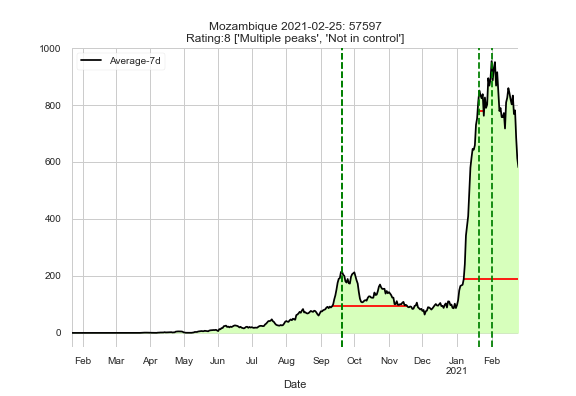 Mozambique 2021-02-25: 57597
Rating:8 ['Multiple peaks', 'Not in control']
Average-7d
1000
800
600
400
200
0
Feb Mar Apr May Jun Jul Aug Sep Oct Nov Dec Jan Feb
2021
Date